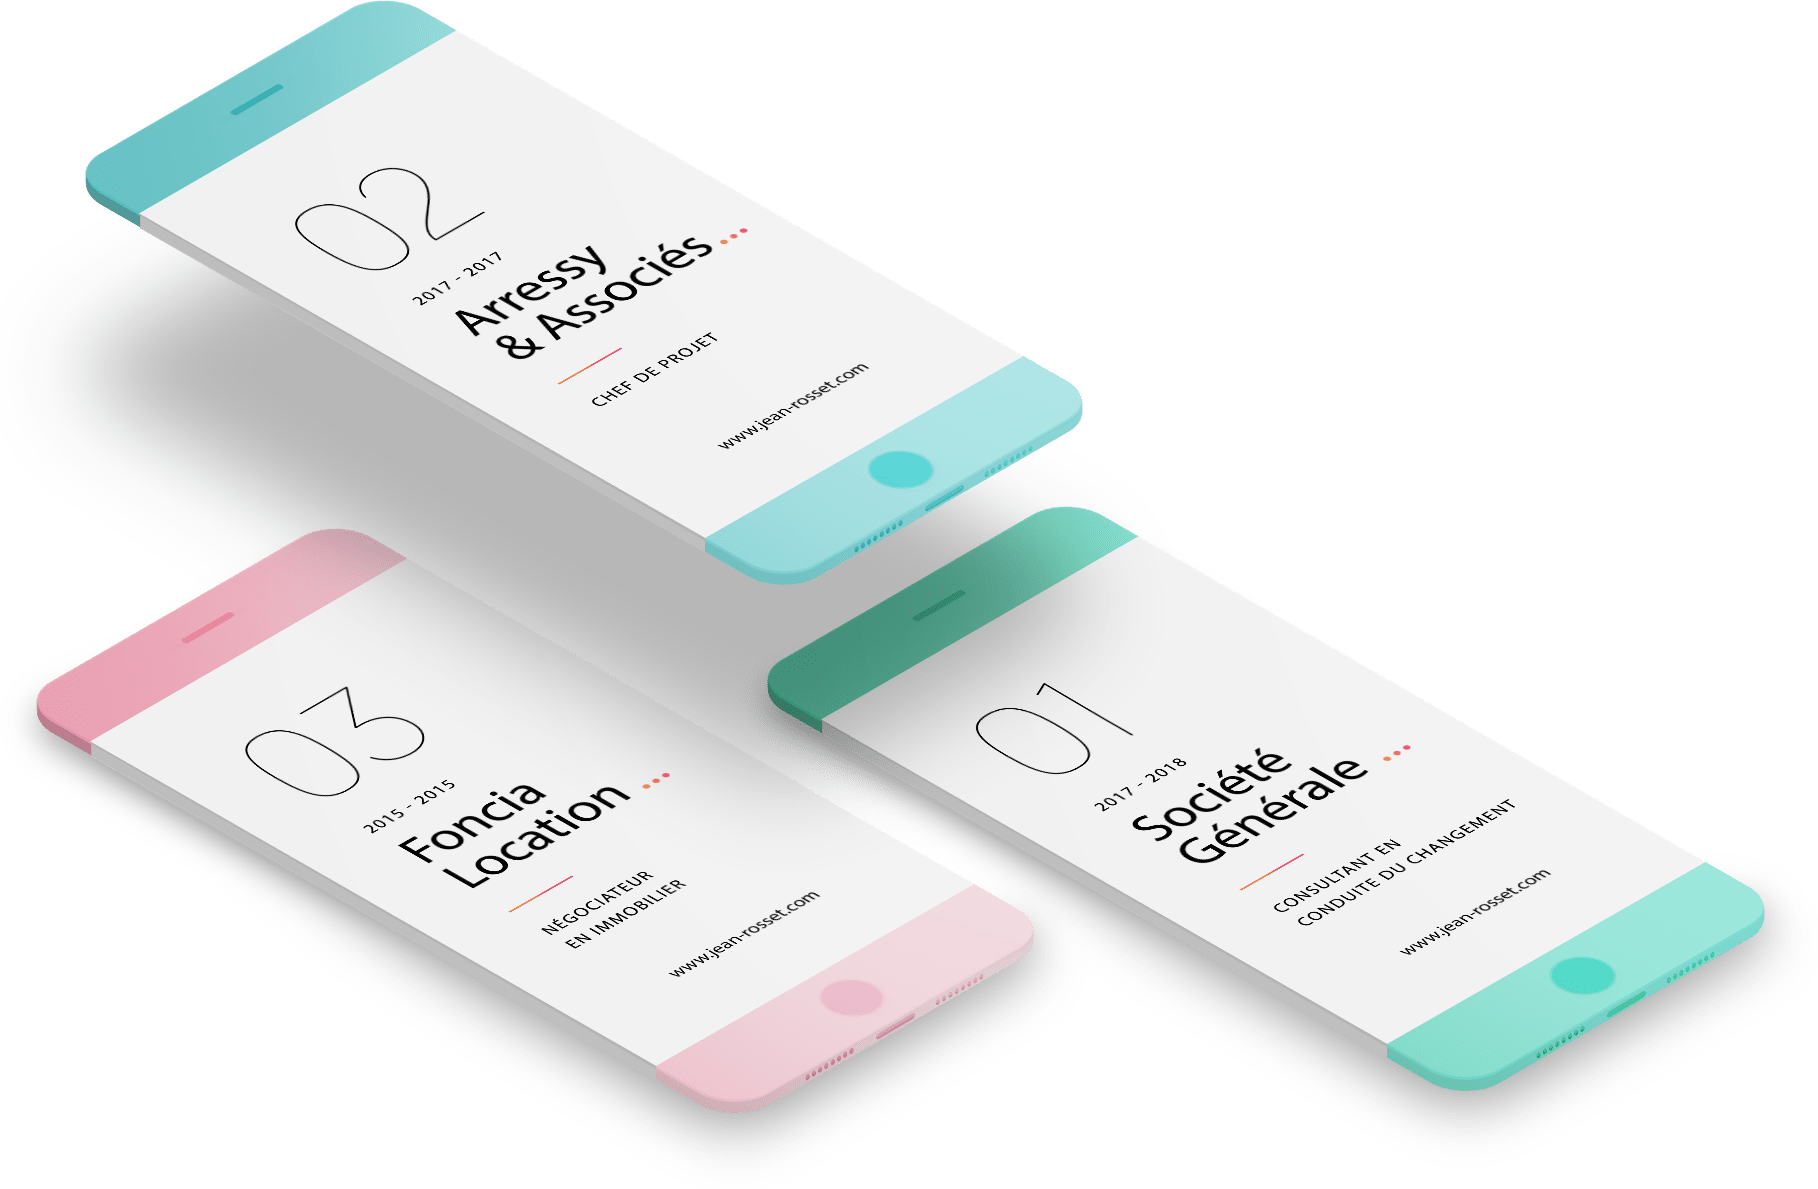 02
2017 - 2017
Arressy
& Associés ...
CHEF DE PROJET
www.jean-rosset.com
03
2015 - 2015
Foncia
Location ...
NÉGOCIATEUR
EN IMMOBILIER
www.jean-rosset.com
01
2017 - 2018
Société
Générale ...
CONSULTANT EN
CONDUITE DU CHANGEMENT
www.jean-rosset.com